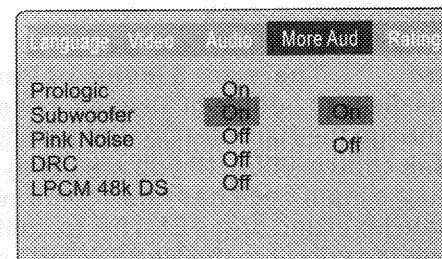 Language Video Audio More Aud Rating
Prologic On
Subwoofer On On
Pink Noise Off Off
DRC Off
LPCM 48k DS Off